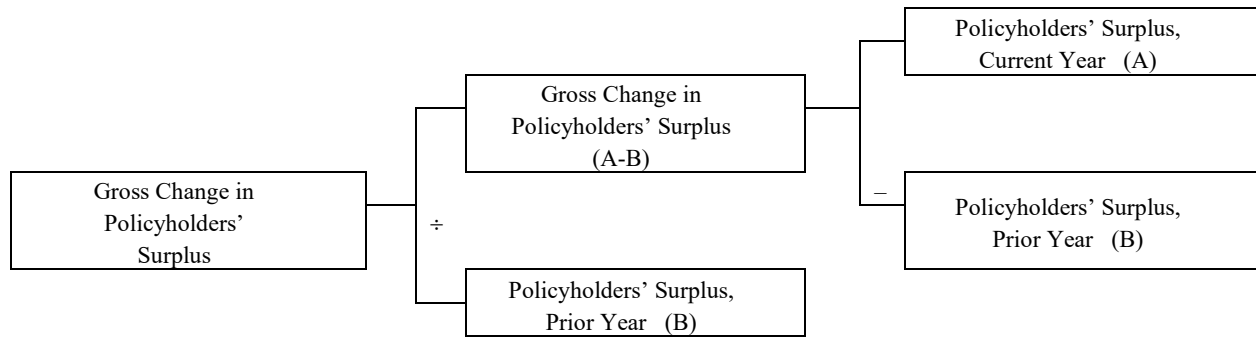 Policyholders’ Surplus,
Current Year (A)
Gross Change in
Policyholders’ Surplus
(A-B)
Gross Change in
Policyholders’
Surplus
÷
–
Policyholders’ Surplus,
Prior Year (B)
Policyholders’ Surplus,
Prior Year (B)